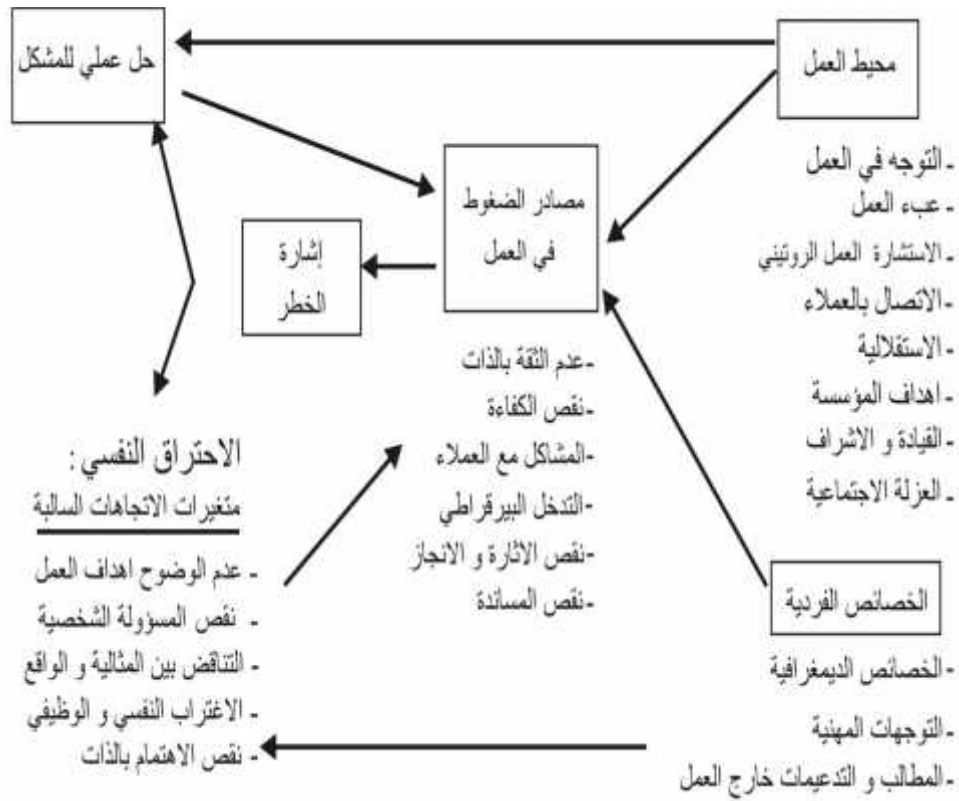 محيط العمل
- التوجه في العمل
- عبء العمل
- الاستشارة العمل الروتيني
- الاتصال بالعملاء
- الاستقلالية
- اهداف المؤسسة
- القيادة و الاشراف
- العزلة الاجتماعية
الخصائص الفردية
- الخصائص الديمغرافية
- التوجهات المهنية
- المطالب و التدعيمات خارج العمل
مصادر الضغوط
في العمل
-عدم الثقة بالذات
-نقص الكفاءة
-المشاكل مع العملاء
-التدخل البيرقراطي
-نقص الاثارة و الانجاز
-نقص المساندة
إشارة
الخطر
حل عملي للمشكل
الاحتراق النفسي :
متغيرات الاتجاهات السالبة
- عدم الوضوح اهداف العمل
- نقص المسؤولة الشخصية
- التناقض بين المثالية و الواقع
- الاغتراب النفسي و الوظيفي
- نقص الاهتمام بالذات